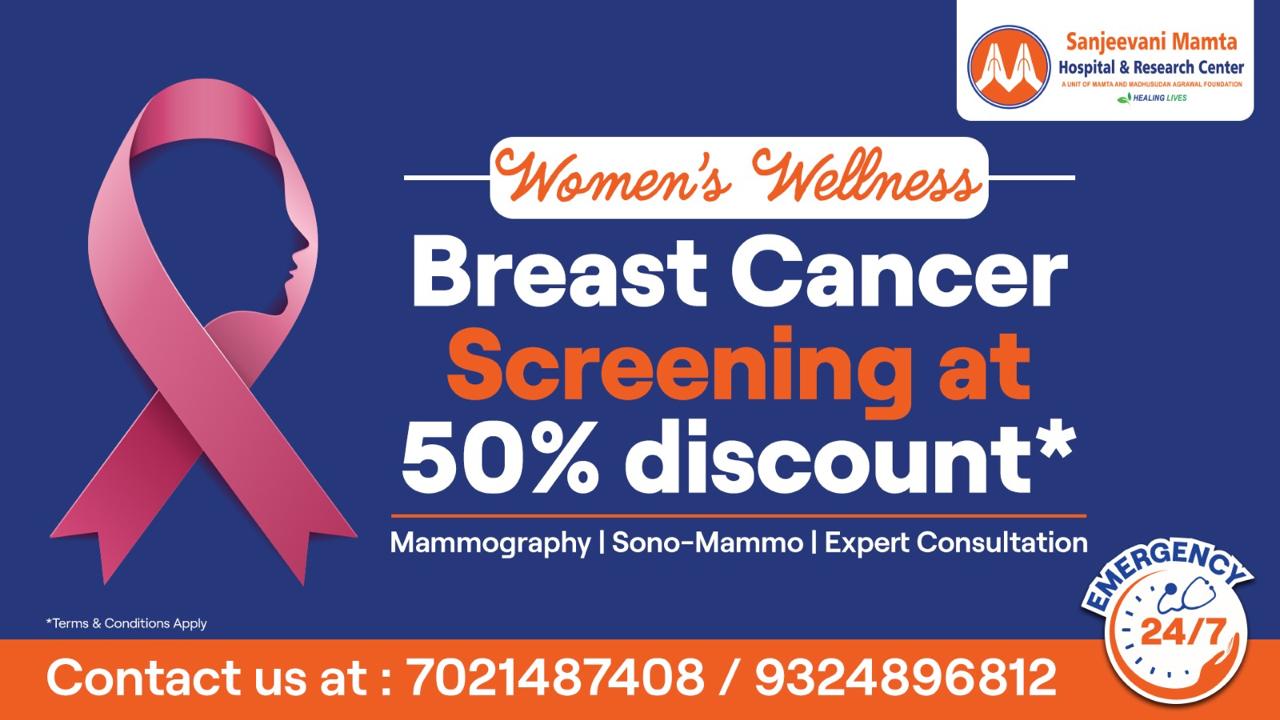 Sanjeevani Mamta
Hospital & Research Center
A UNIT OF MAMTA AND MADHUSUDAN AGRAWAL FOUNDATION
HEALING LIVES
Women's Wellness
Breast Cancer
Screening at
50% discount*
Mammography | Sono-Mammo | Expert Consultation
EMERGENCY
24/7
*Terms & Conditions Apply
Contact us at : 7021487408 / 9324896812